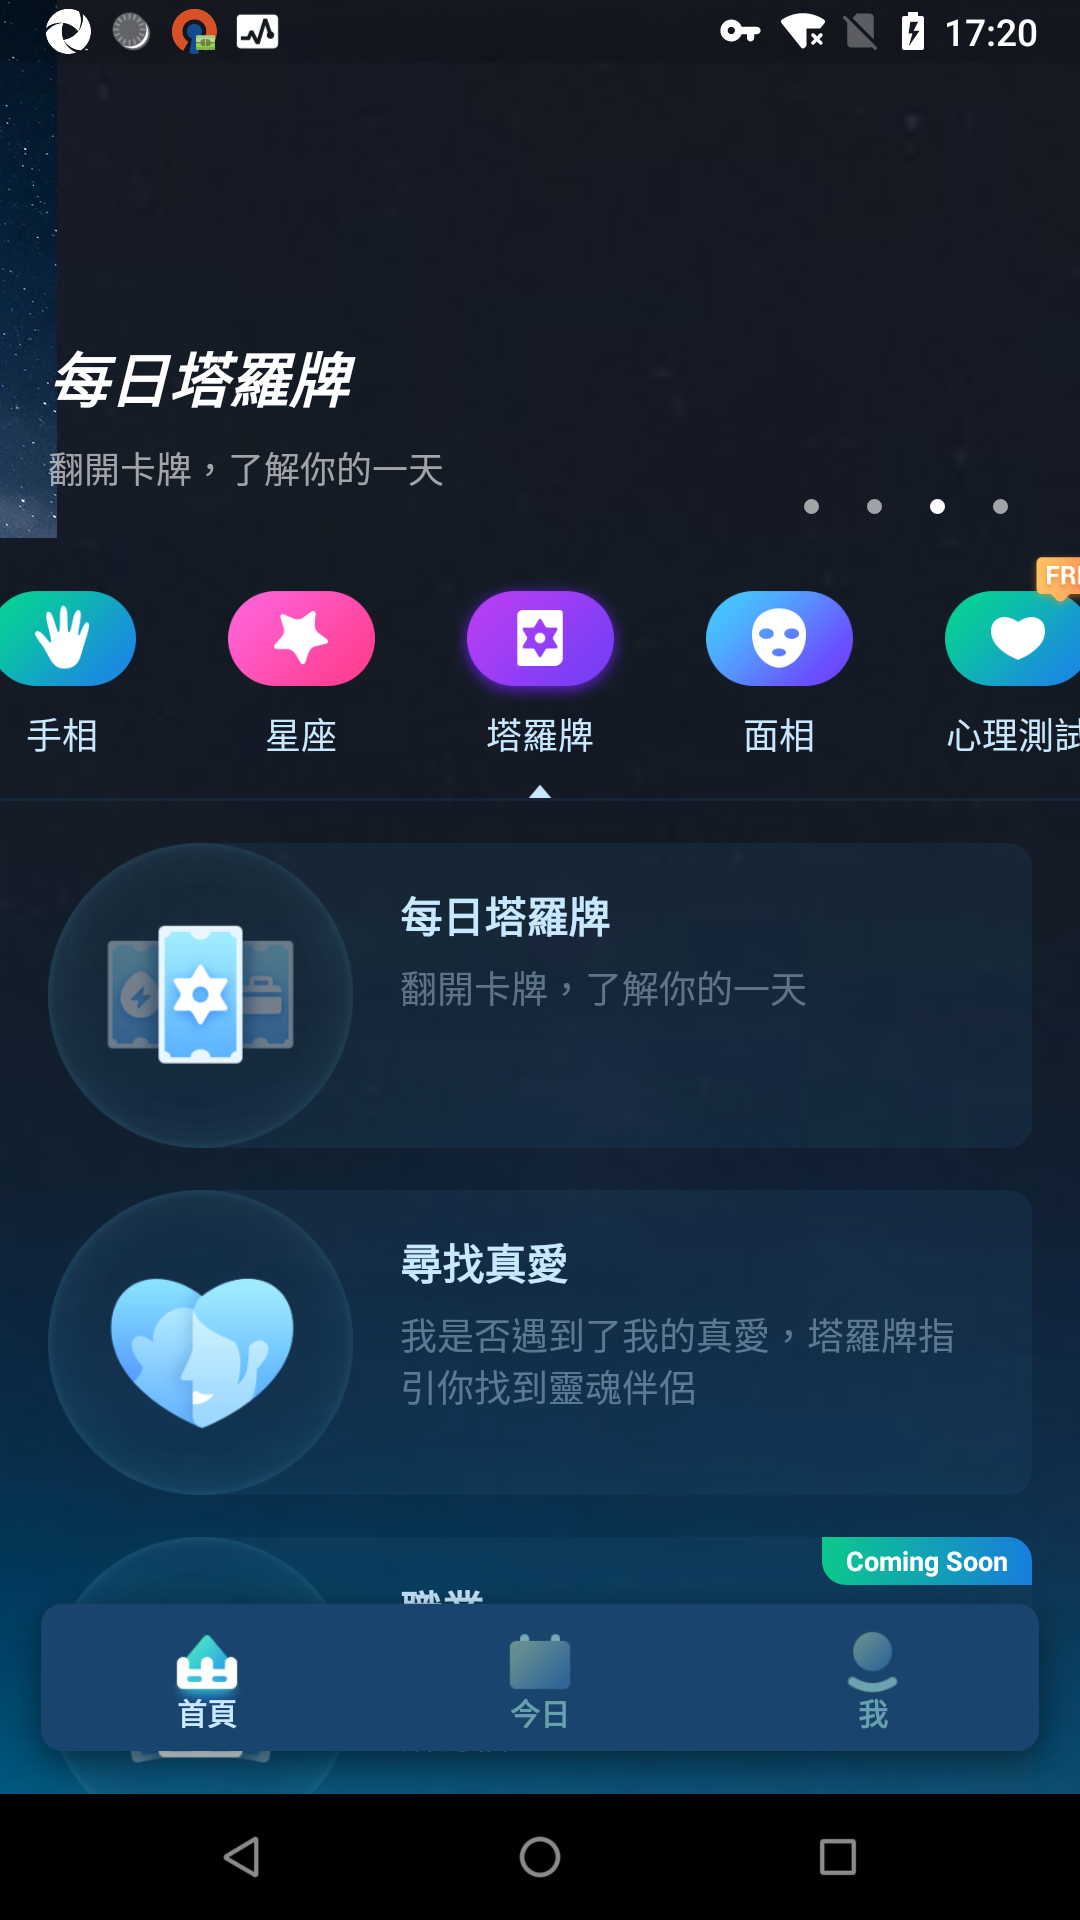 17:20
每日塔羅牌
翻開卡牌，了解你的一天
手相
星座
塔羅牌
面相
心理測試
每日塔羅牌
翻開卡牌，了解你的一天
尋找真愛
我是否遇到了我的真愛，塔羅牌指
引你找到靈魂伴侶
Coming Soon
職業
首頁
今日
我